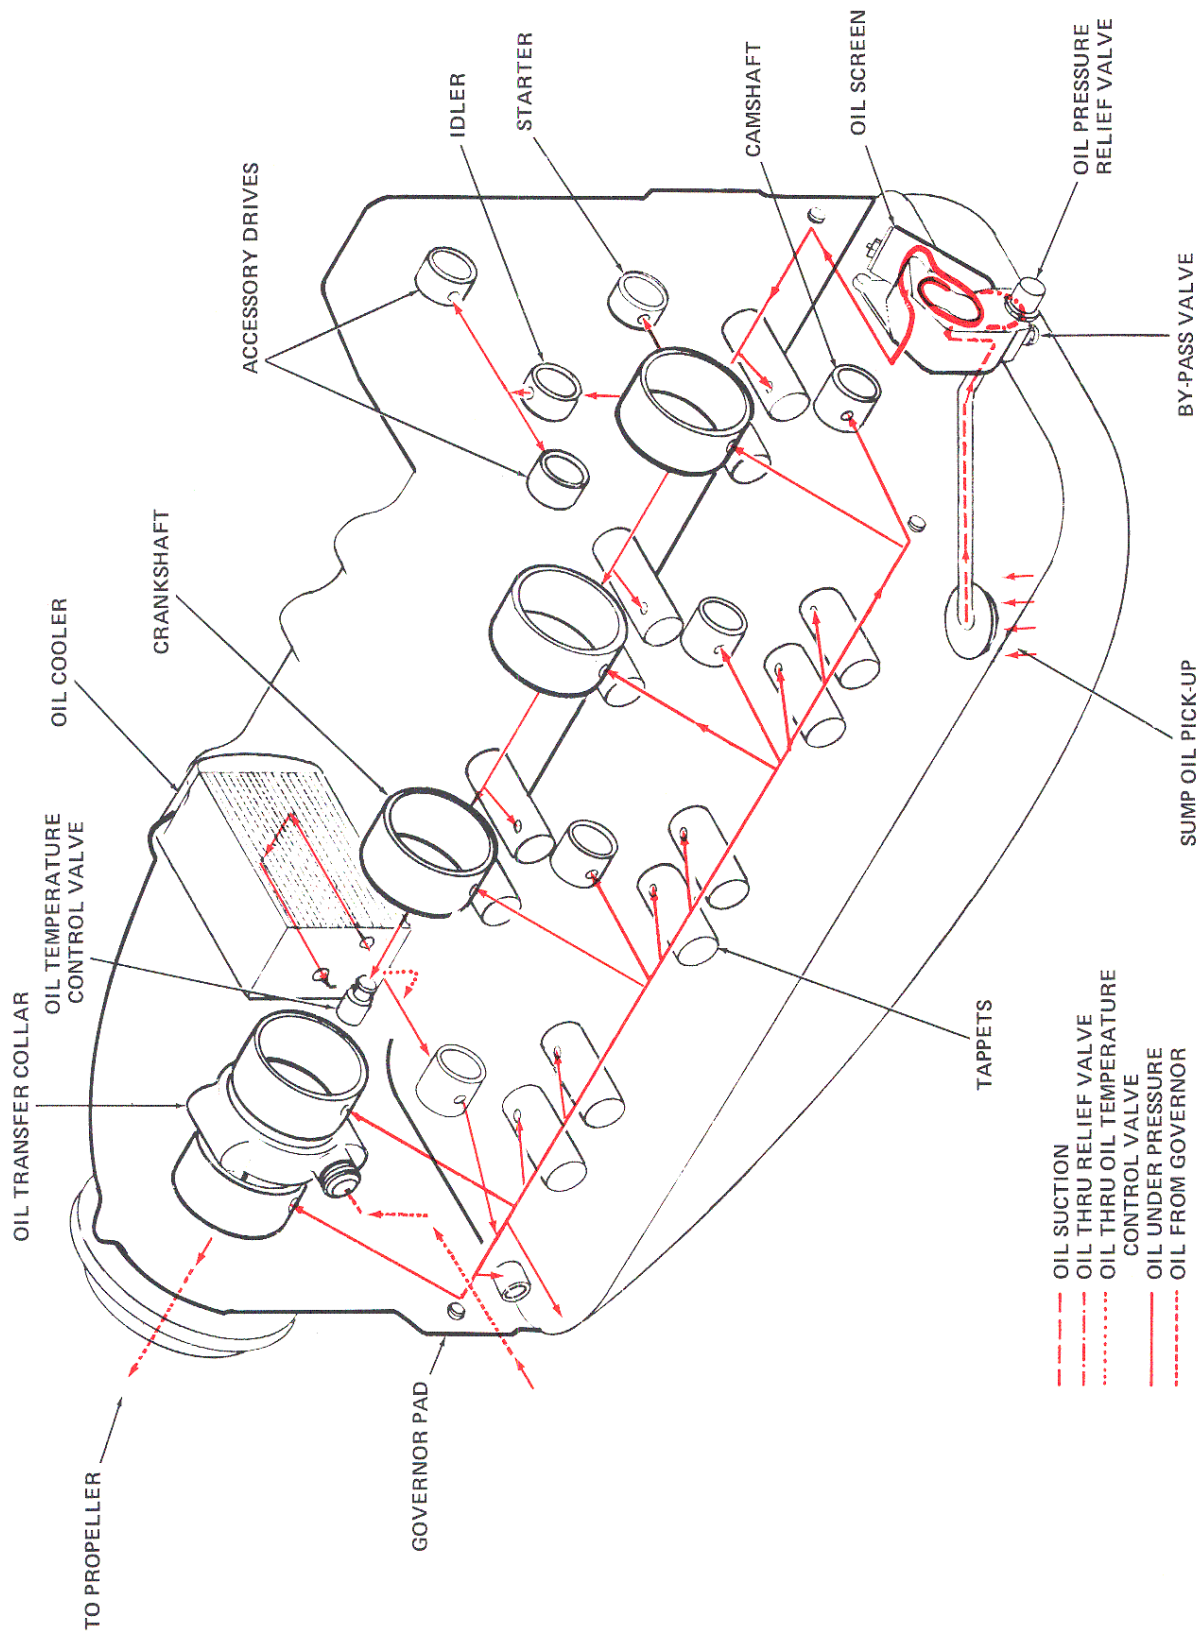 TO PROPELLER
OIL TRANSFER COLLAR
OIL TEMPERATURE
CONTROL VALVE
OIL COOLER
CRANKSHAFT
ACCESSORY DRIVES
IDLER
STARTER
CAMSHAFT
OIL SCREEN
OIL PRESSURE
RELIEF VALVE
BY-PASS VALVE
SUMP OIL PICK-UP
TAPPETS
GOVERNOR PAD
OIL SUCTION
OIL THRU RELIEF VALVE
OIL THRU OIL TEMPERATURE
CONTROL VALVE
OIL UNDER PRESSURE
OIL FROM GOVERNOR